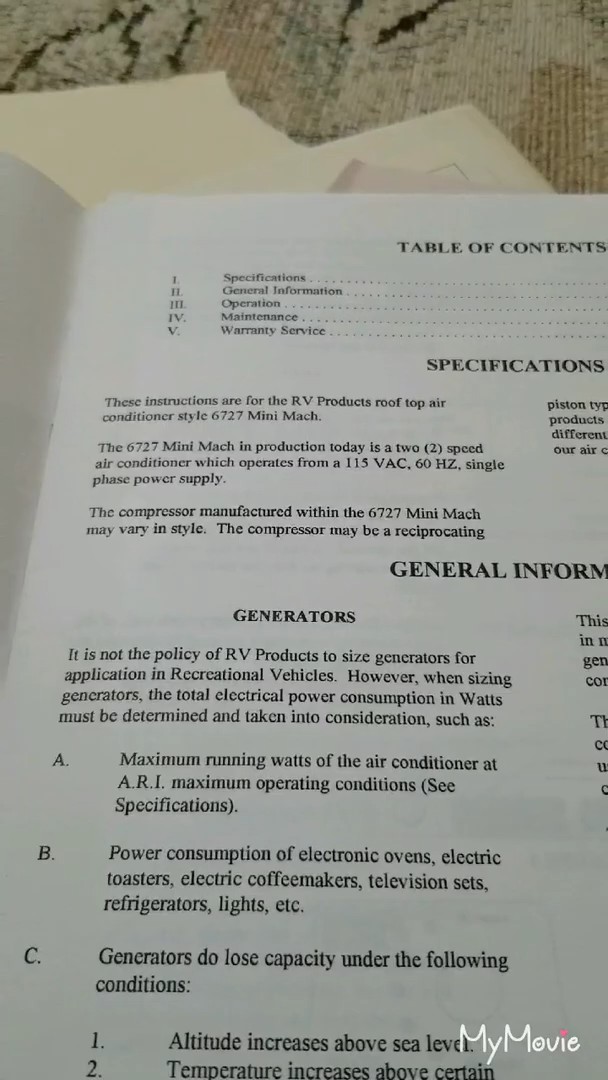 TABLE OF CONTENTS
I. Specifications
II. General Information
III. Operation
IV. Maintenance
V. Warranty Service
SPECIFICATIONS
These instructions are for the RV Products roof top air
conditioner style 6727 Mini Mach.
The 6727 Mini Mach in production today is a two (2) speed
air conditioner which operates from a 115 VAC, 60 HZ, single
phase power supply.
The compressor manufactured within the 6727 Mini Mach
may vary in style. The compressor may be a reciprocating
piston typ
products
different
our air c
GENERAL INFORM
GENERATORS
It is not the policy of RV Products to size generators for
application in Recreational Vehicles. However, when sizing
generators, the total electrical power consumption in Watts
must be determined and taken into consideration, such as:
A. Maximum running watts of the air conditioner at
A.R.I. maximum operating conditions (See
Specifications).
B. Power consumption of electronic ovens, electric
toasters, electric coffeemakers, television sets,
refrigerators, lights, etc.
C. Generators do lose capacity under the following
conditions:
1. Altitude increases above sea level.
2. Temperature increases above certain
This
in m
gen
cor
Th
co
u
c
MyMovie